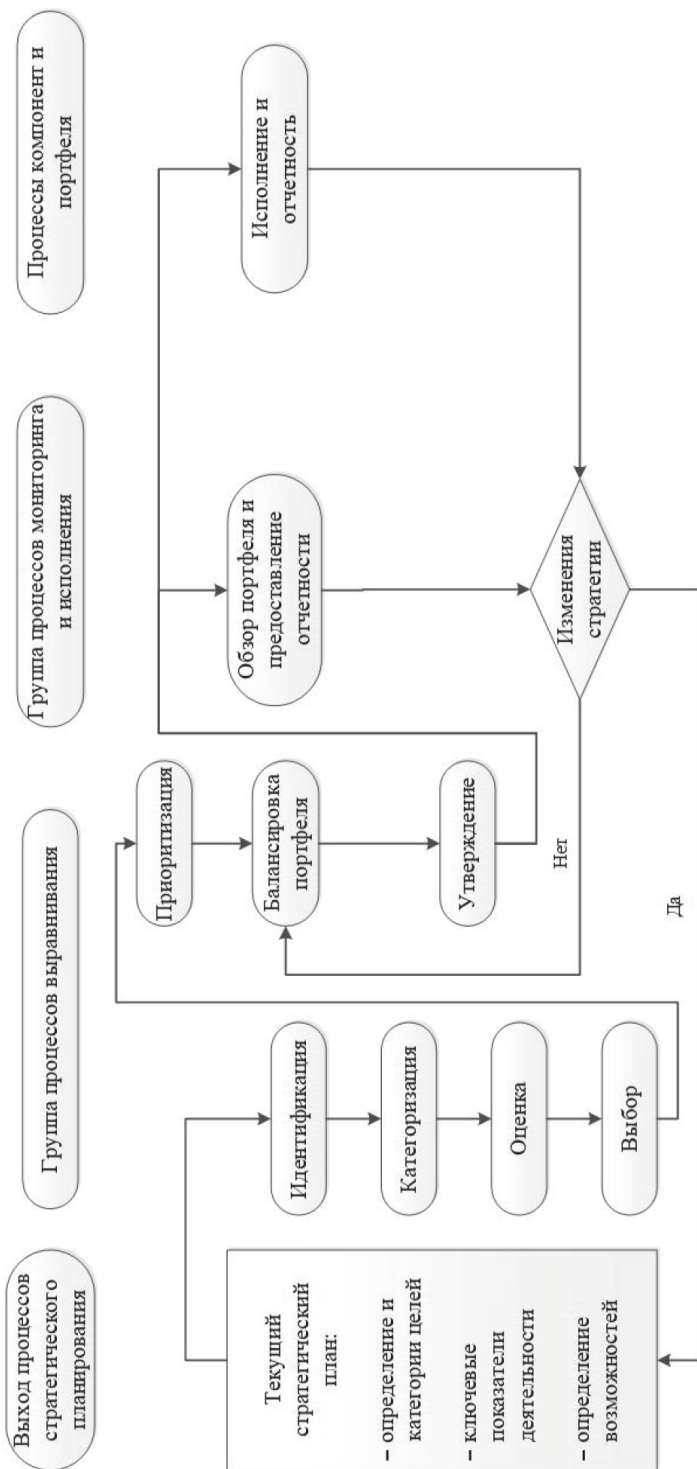 Выход процессов
стратегического
планирования
Группа процессов выравнивания
Группа процессов мониторинга
и исполнения
Процессы компонент и
портфеля
Текущий
стратегический
план:
– определение и
категории целей
– ключевые
показатели
деятельности
– определение
возможностей
Идентификация
Категоризация
Оценка
Выбор
Приоритизация
Балансировка
портфеля
Утверждение
Обзор портфеля и
предоставление
отчетности
Исполнение и
отчетность
Изменения
стратегии
Нет
Да